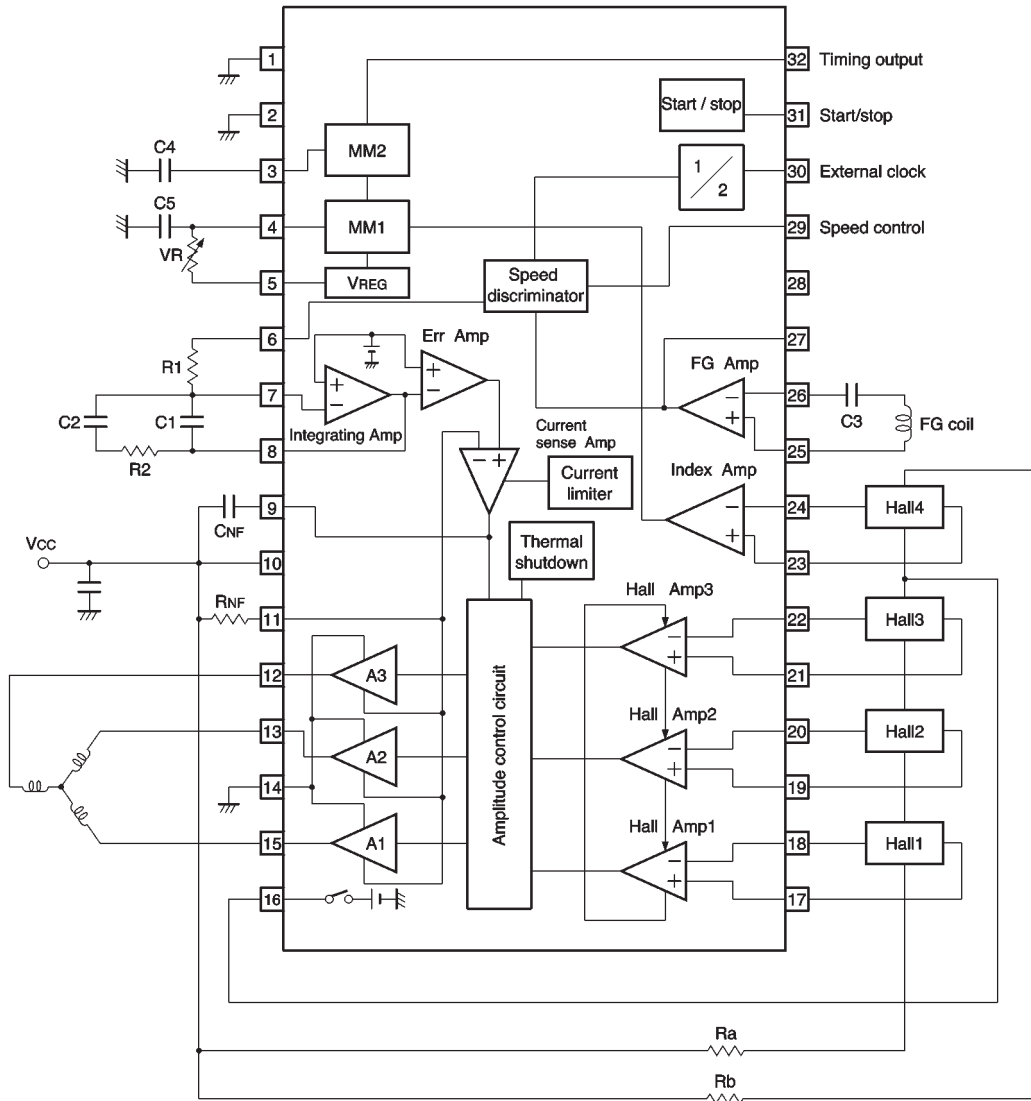 1
32
Timing output
Start / stop
2
31
Start/stop
C4
3
MM2
1
2
30
External clock
C5
4
MM1
29
Speed control
VR
5
VREG
Speed
discriminator
28
6
Err Amp
27
R1
+
−
+
−
FG Amp
7
−
+
26
C3
FG coil
C2
C1
Integrating Amp
8
R2
− +
Current
sense Amp
25
Current
limiter
Index Amp
24
Hall4
−
+
9
CNF
Thermal
shutdown
23
VCC
10
Hall Amp3
RNF
11
−
+
22
Hall3
12
A3
21
Amplitude control circuit
Hall Amp2
13
A2
−
+
20
Hall2
14
19
Hall Amp1
15
A1
−
+
18
Hall1
16
17
Ra
Rb